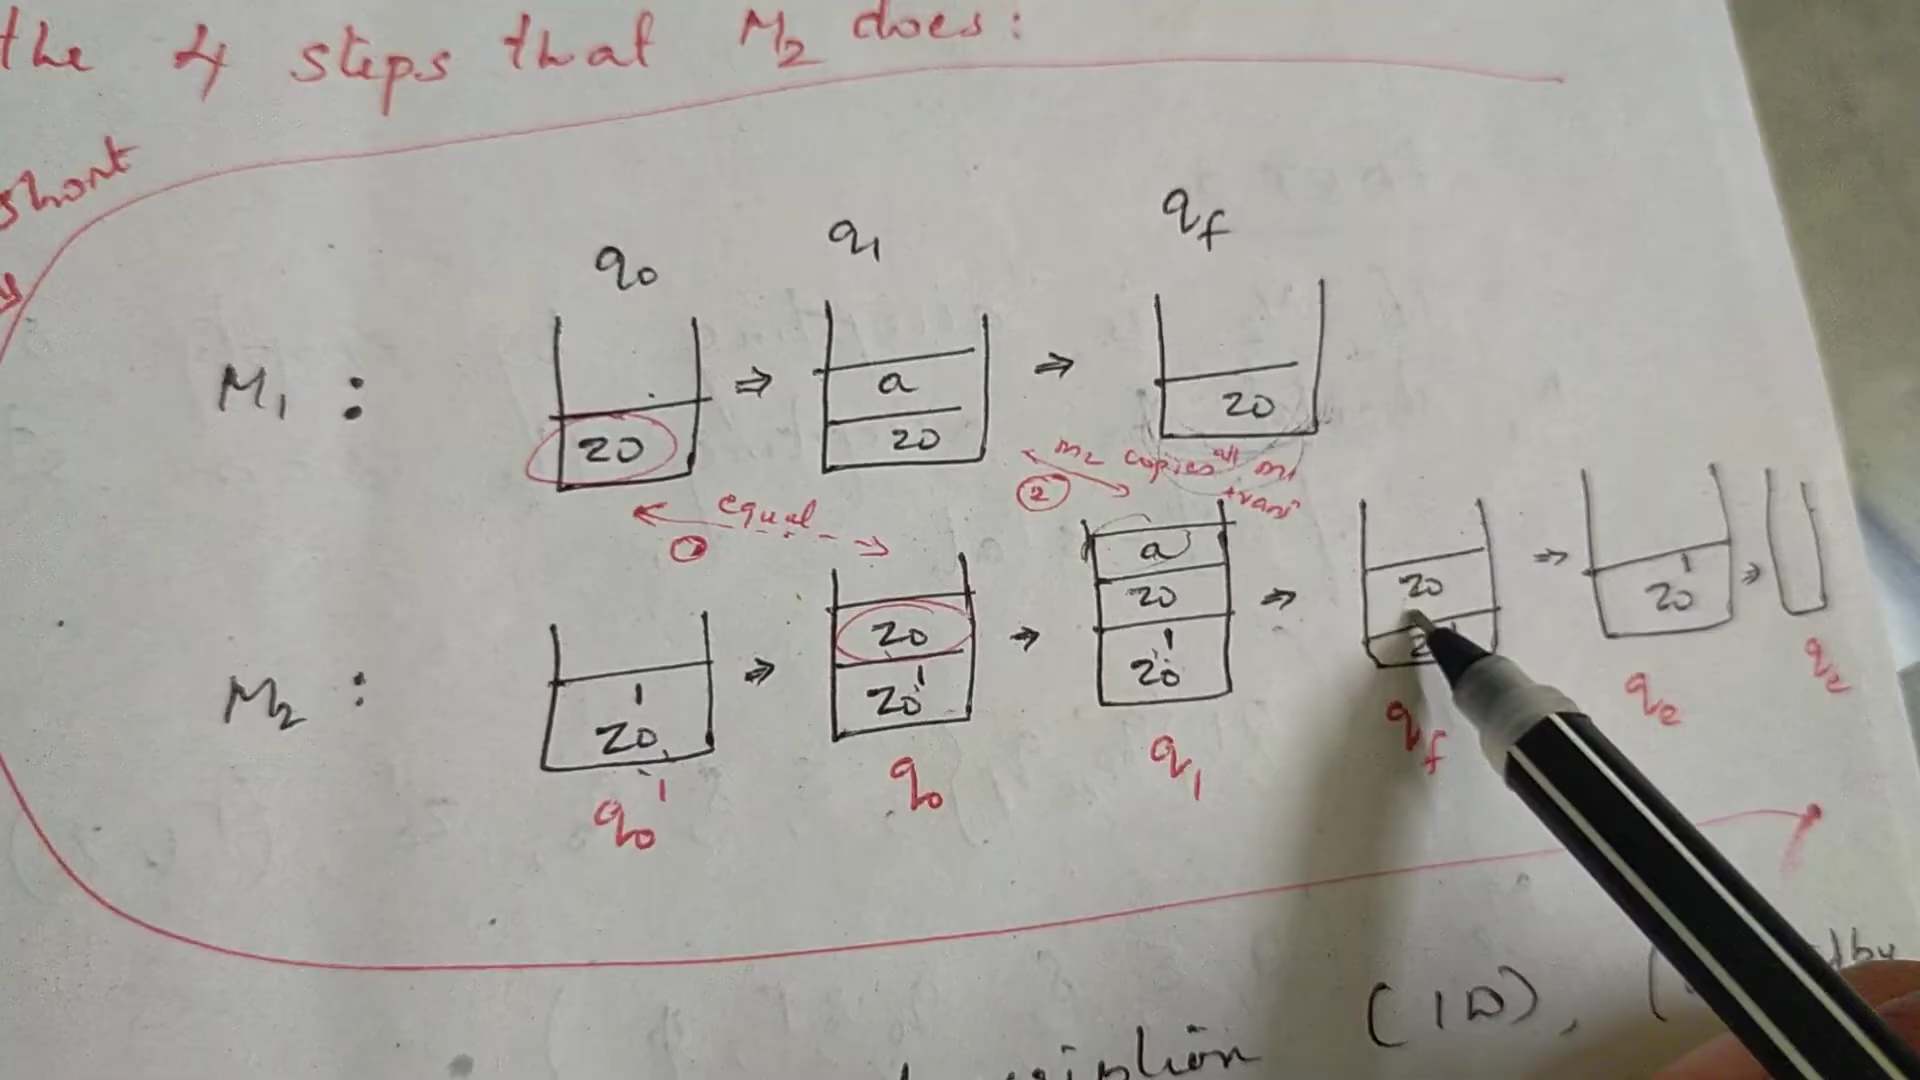 the 4 steps that M2 does:
short
q0 q1 qf
M1 :
z0
a
z0
z0
equal
1
m2 copies all m1
trans
2
M2 :
z0'
z0
z0'
a
z0
z0'
z0
z0'
q0' q0 q1 qf qe qe
(ID),